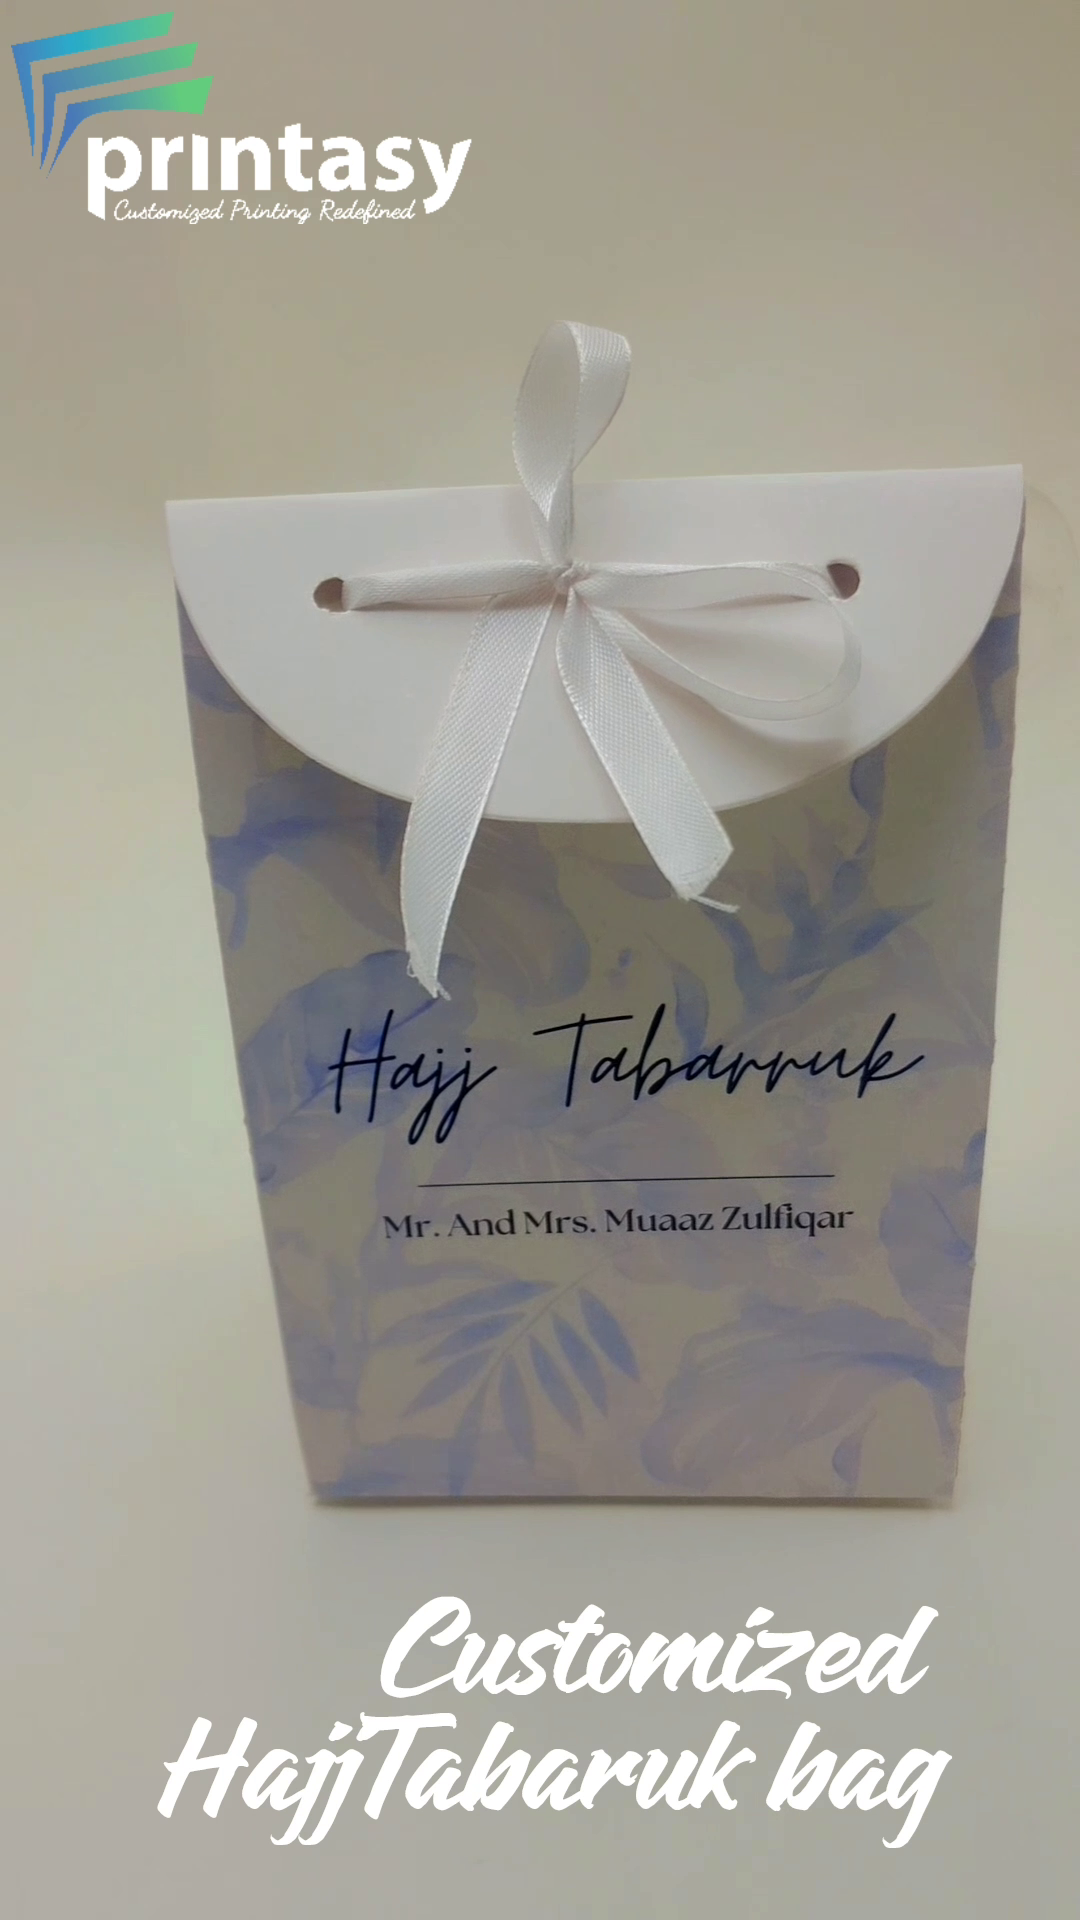 printasy
Customized Printing Redefined
Hajj Tabarruk
Mr. And Mrs. Muaaz Zulfiqar
Customized
HajjTabaruk bag